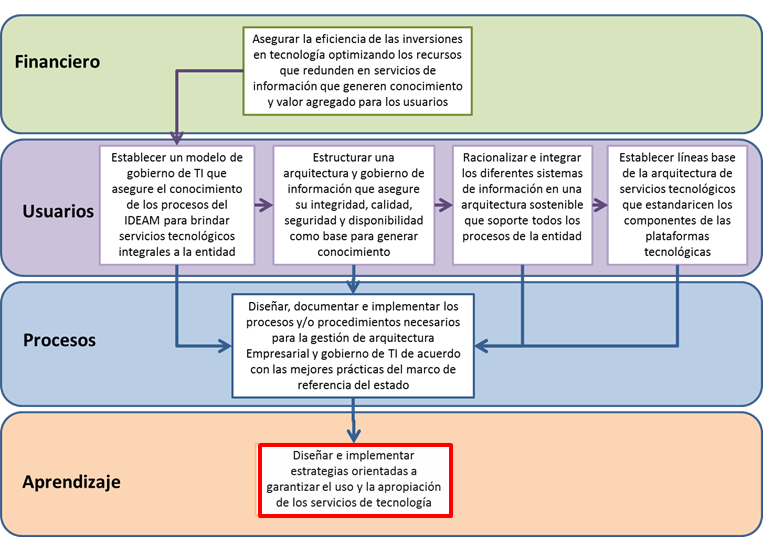 Financiero
Asegurar la eficiencia de las inversiones
en tecnología optimizando los recursos
que redunden en servicios de
información que generen conocimiento
y valor agregado para los usuarios
Usuarios
Establecer un modelo de
gobierno de TI que
asegure el conocimiento
de los procesos del
IDEAM para brindar
servicios tecnológicos
integrales a la entidad
Estructurar una
arquitectura y gobierno de
información que asegure
su integridad, calidad,
seguridad y disponibilidad
como base para generar
conocimiento
Racionalizar e integrar
los diferentes sistemas
de información en una
arquitectura sostenible
que soporte todos los
procesos de la entidad
Establecer líneas base
de la arquitectura de
servicios tecnológicos
que estandaricen los
componentes de las
plataformas
tecnológicas
Procesos
Diseñar, documentar e implementar los
procesos y/o procedimientos necesarios
para la gestión de arquitectura
Empresarial y gobierno de TI de acuerdo
con las mejores prácticas del marco de
referencia del estado
Aprendizaje
Diseñar e implementar
estrategias orientadas a
garantizar el uso y la apropiación
de los servicios de tecnología